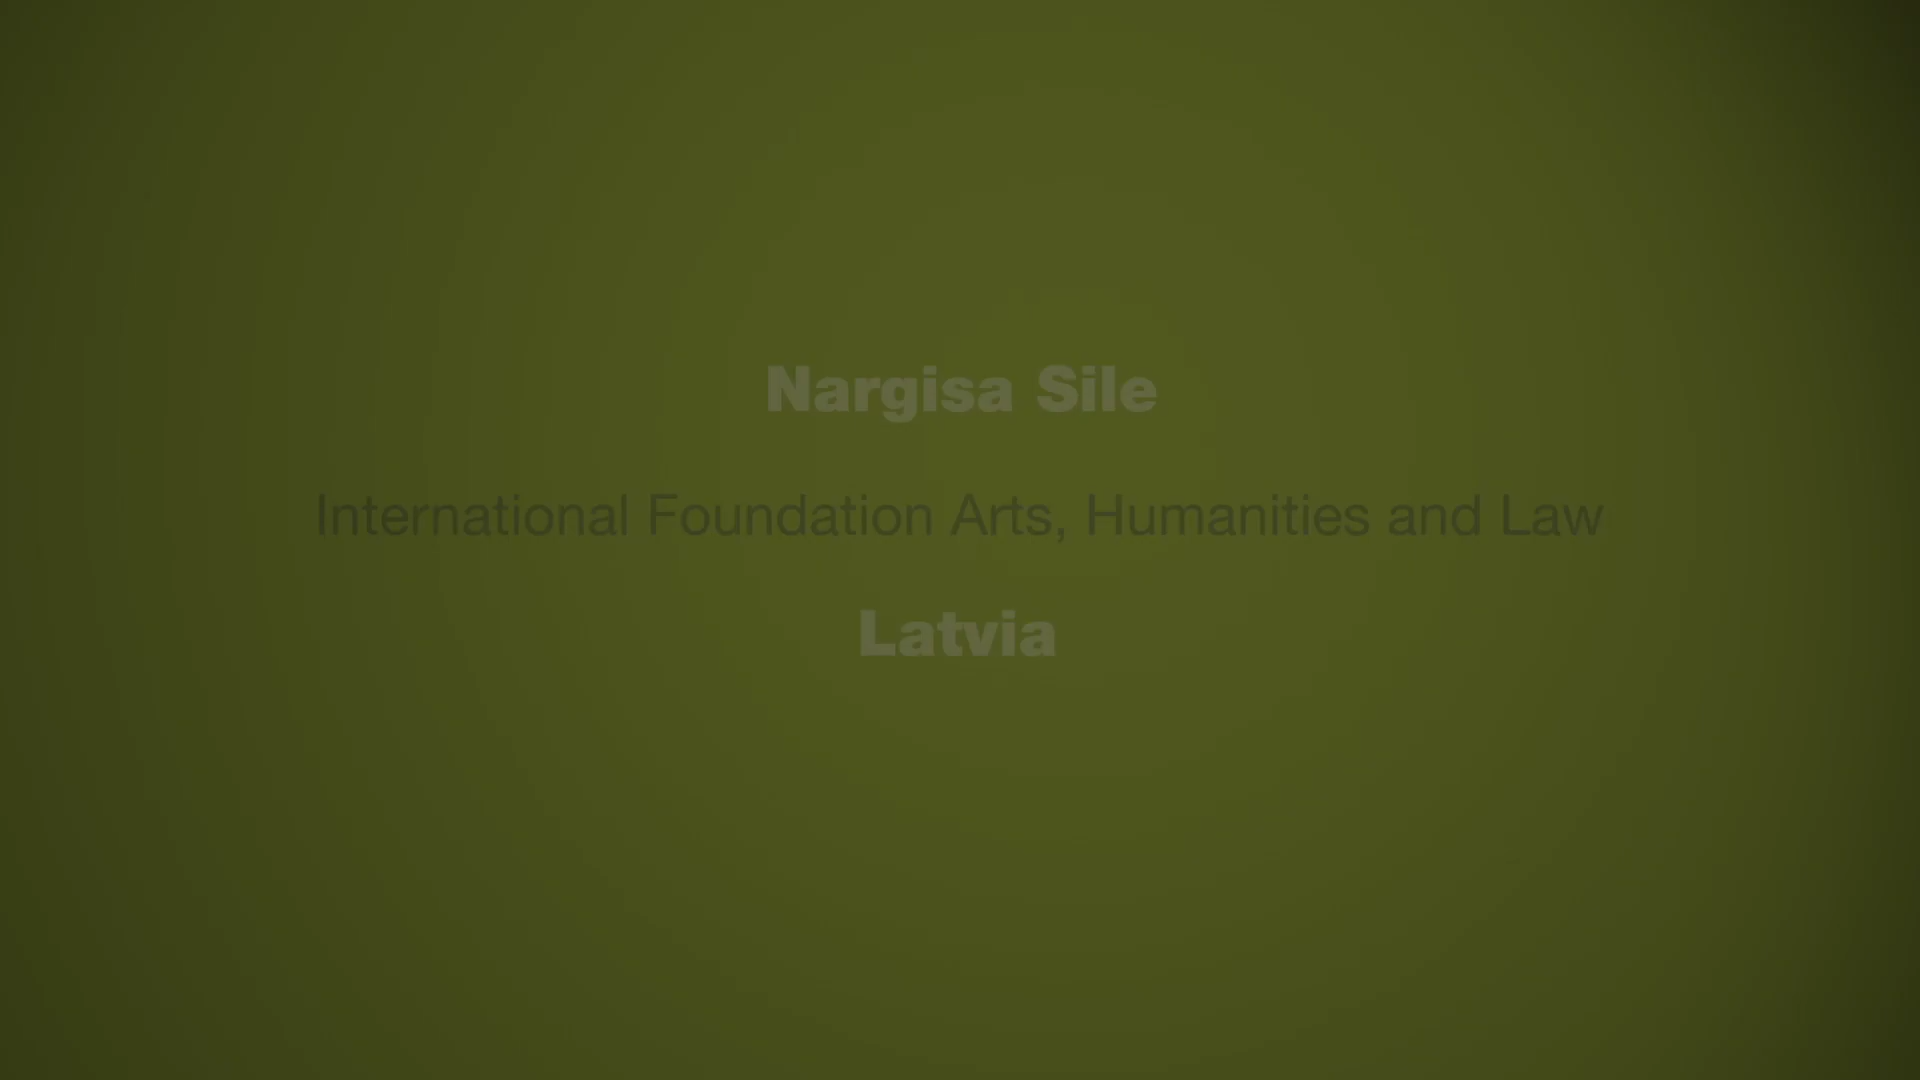 Nargisa Sile
International Foundation Arts, Humanities and Law
Latvia